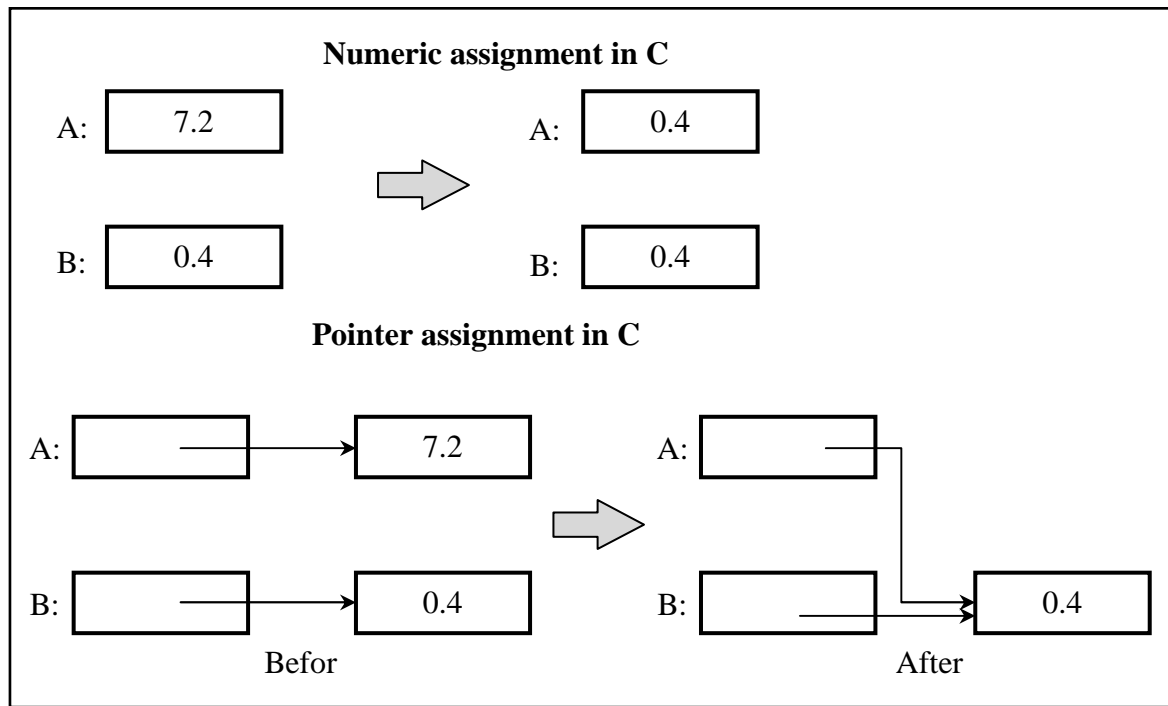 Numeric assignment in C
A: 7.2 A: 0.4
B: 0.4 B: 0.4
Pointer assignment in C
A: 7.2 A:
B: 0.4 B: 0.4
Befor After